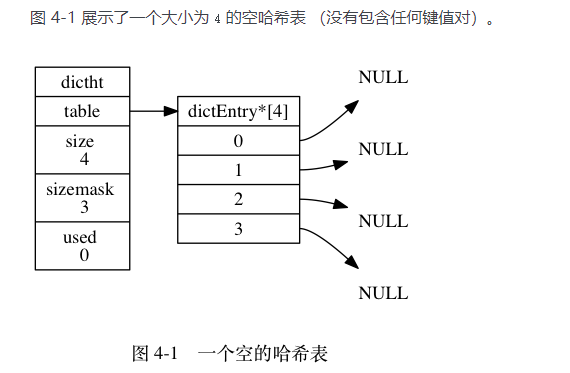 图 4-1 展示了一个大小为 4 的空哈希表 （没有包含任何键值对）。
NULL
dictht
table
dictEntry*[4]
size
4
0
NULL
1
sizemask
3
2
NULL
used
0
3
NULL
图 4-1 一个空的哈希表